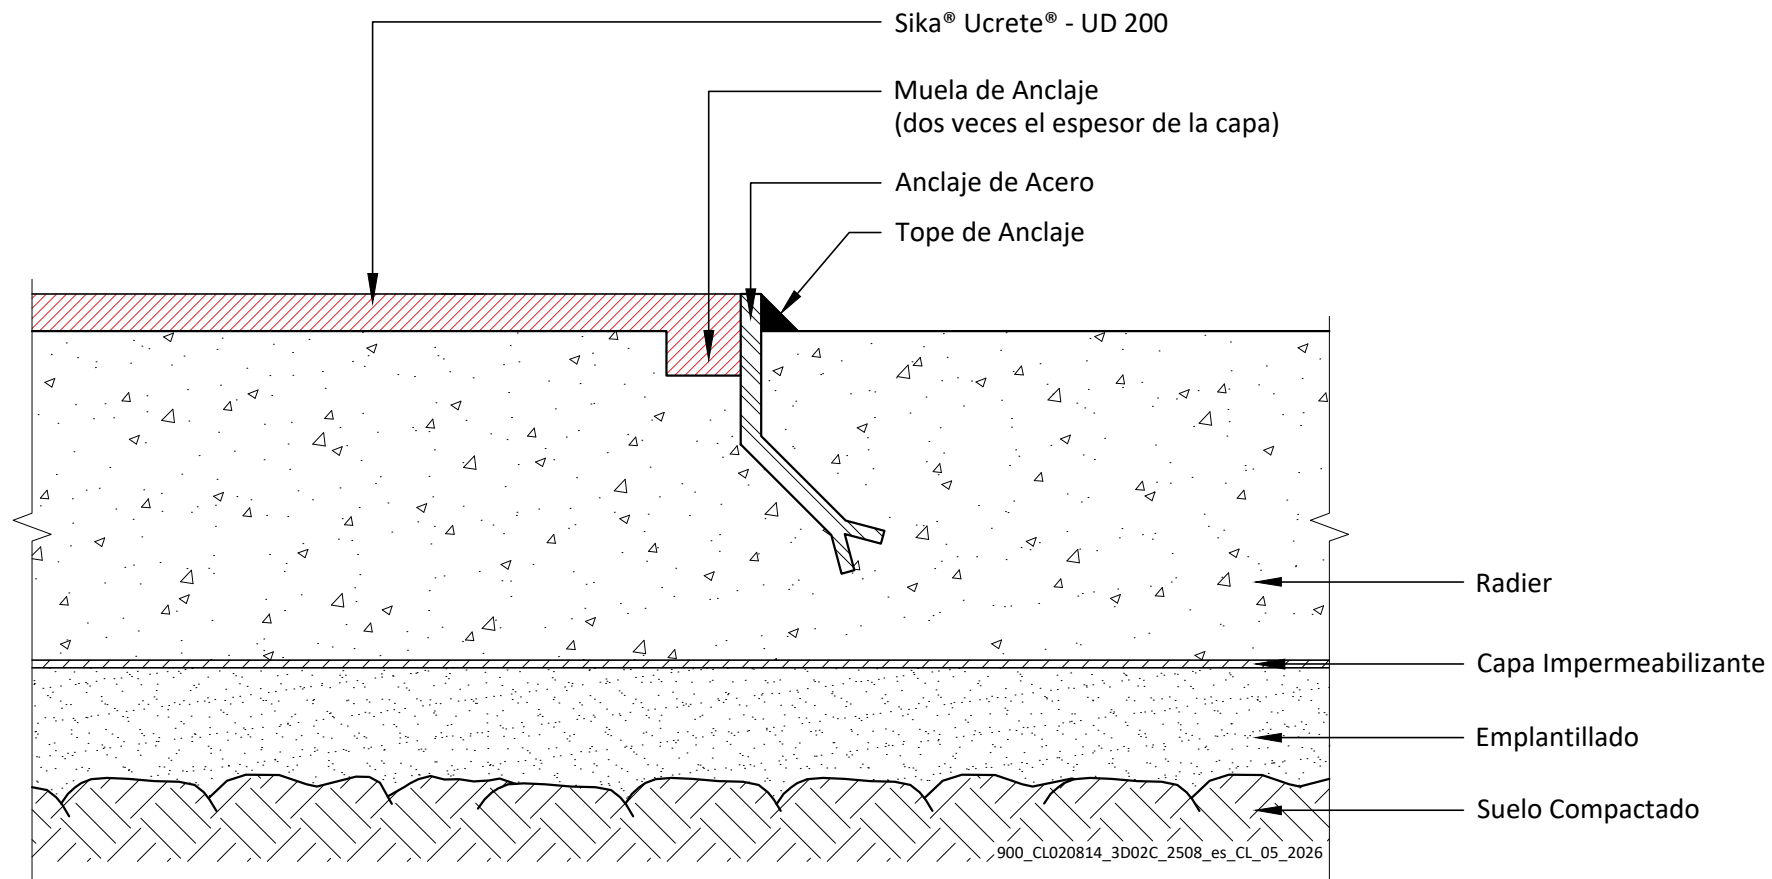 Sika® Ucrete® - UD 200
Muela de Anclaje
(dos veces el espesor de la capa)
Anclaje de Acero
Tope de Anclaje
Radier
Capa Impermeabilizante
Emplantillado
Suelo Compactado
900_CL020814_3D02C_2508_es_CL_05_2026